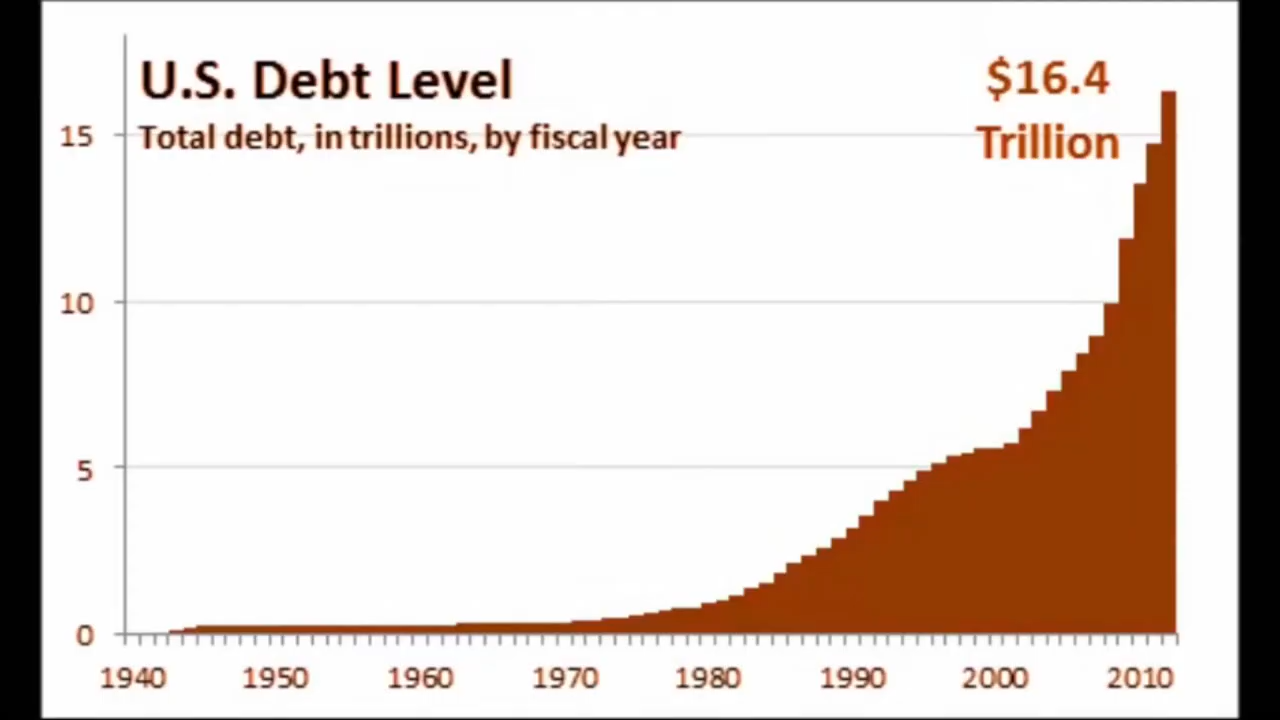 U.S. Debt Level
Total debt, in trillions, by fiscal year
$16.4
Trillion
15
10
5
0
1940 1950 1960 1970 1980 1990 2000 2010